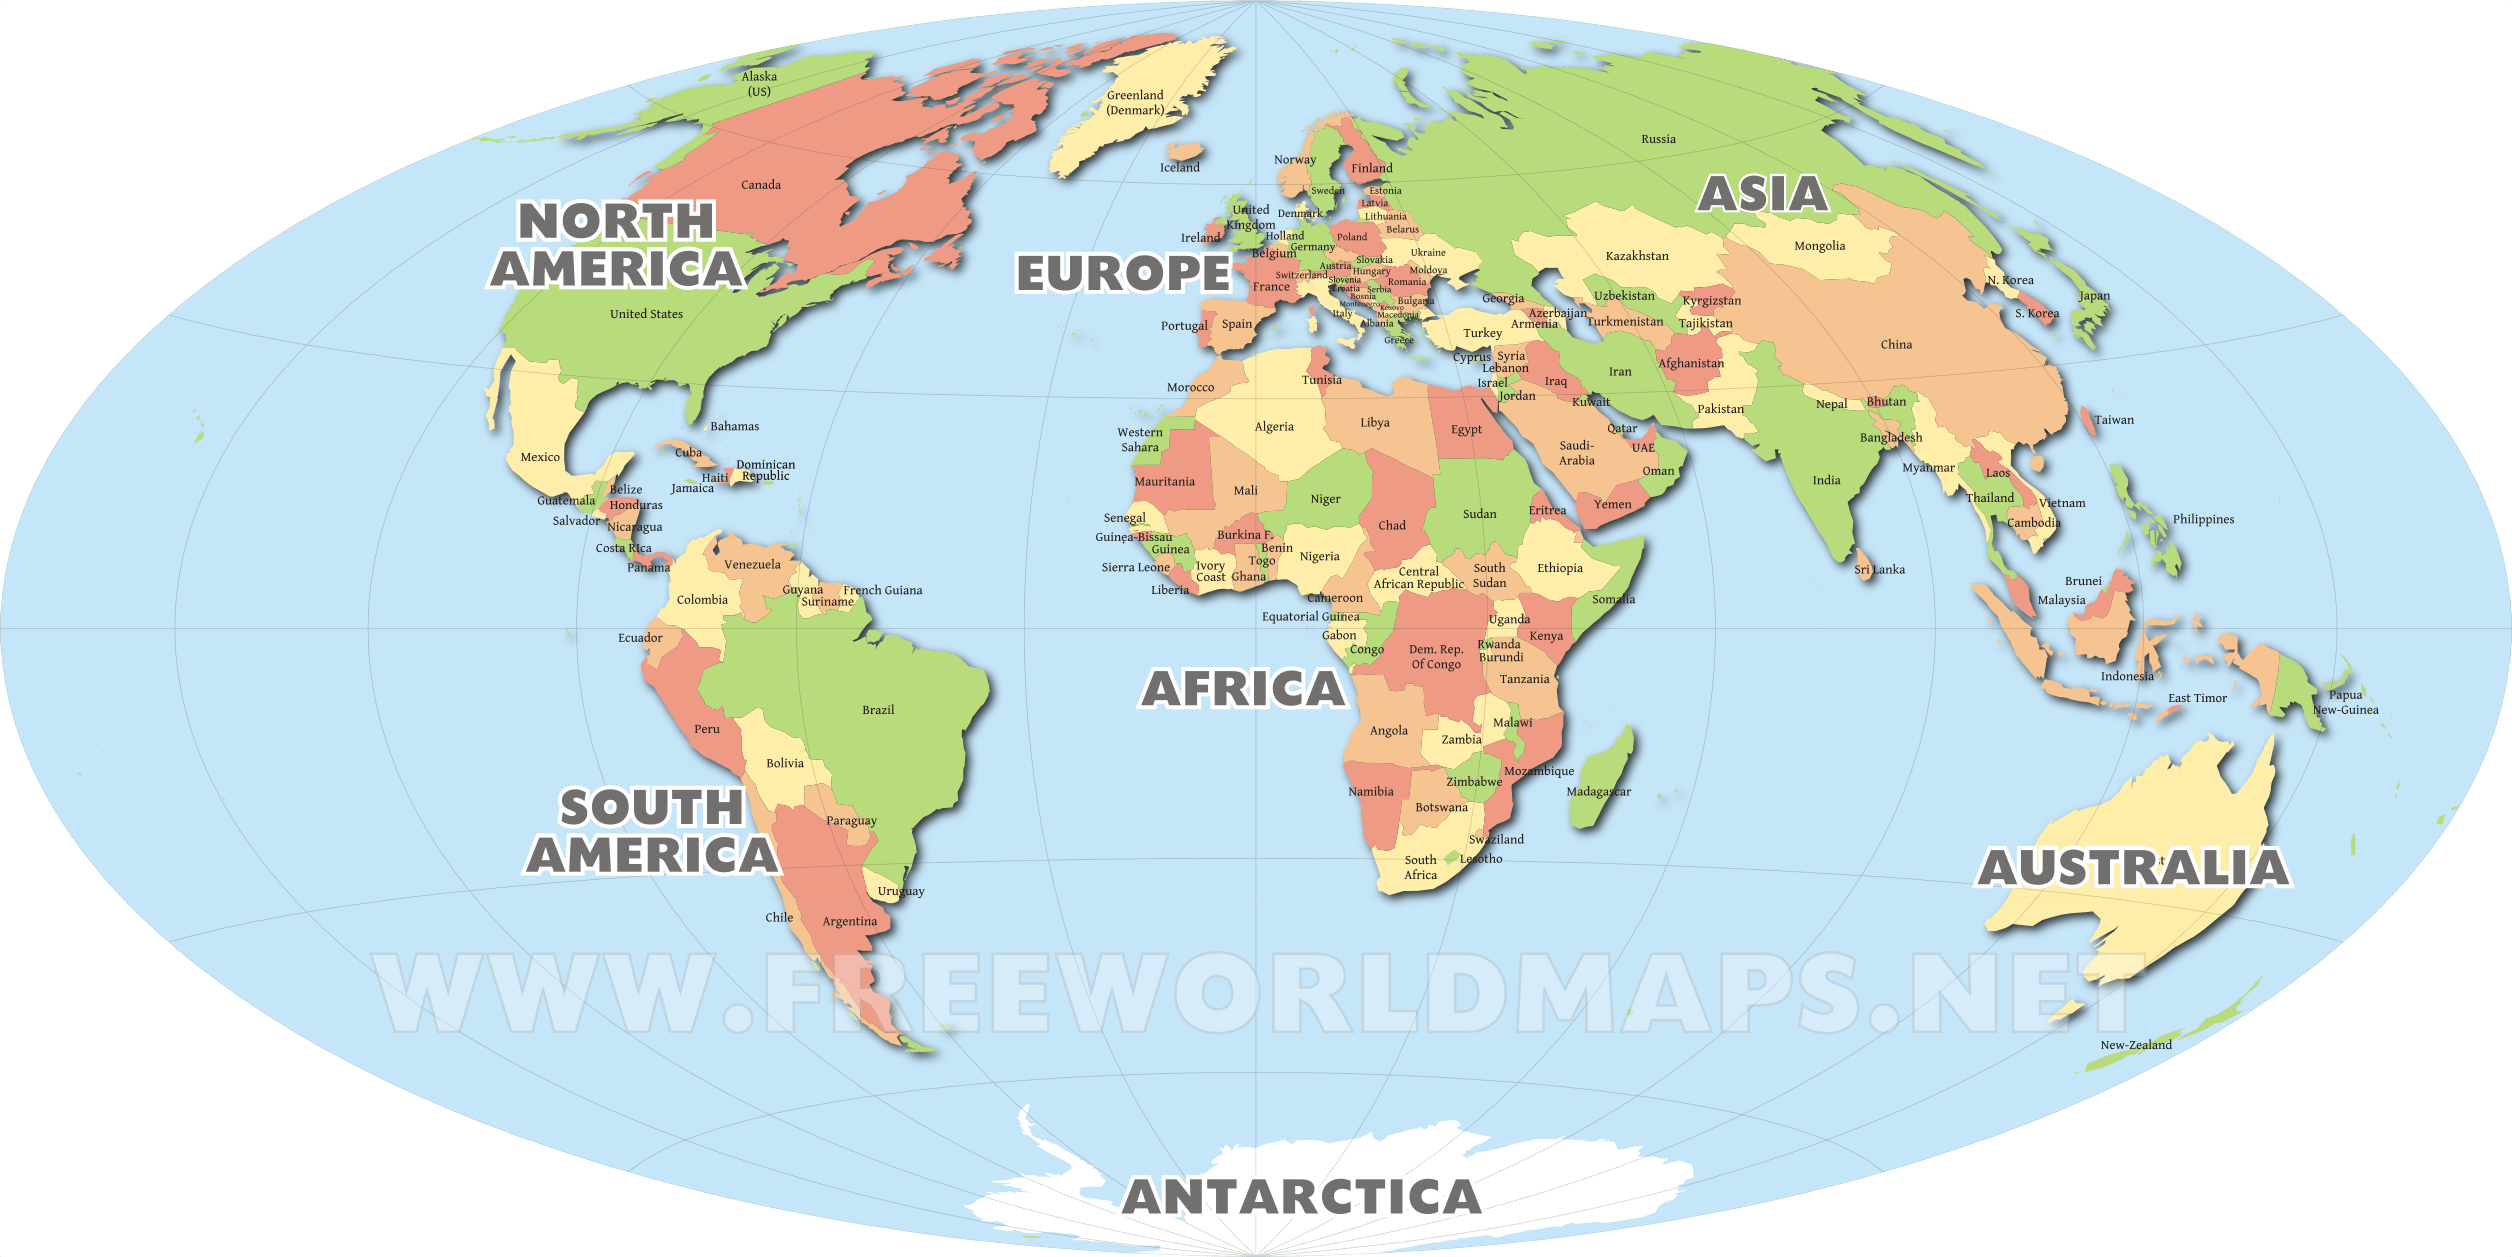 Alaska
(US)
Greenland
(Denmark)
Iceland
Canada
NORTH
AMERICA
United States
Mexico
Bahamas
Cuba
Haiti
Dominican
Republic
Jamaica
Belize
Guatemala
Honduras
Salvador
Nicaragua
Costa RIca
Panama
Venezuela
Guyana
Suriname
French Guiana
Colombia
Ecuador
Peru
Brazil
Bolivia
Paraguay
Uruguay
Chile
Argentina
SOUTH
AMERICA
EUROPE
Norway
Sweden
Finland
Estonia
Latvia
Lithuania
Belarus
Denmark
United
Kingdom
Ireland
Holland
Belgium
Germany
Poland
Ukraine
Slovakia
Austria
Hungary
Moldova
Switzerland
Slovenia
Romania
France
Croatia
Serbia
Bosnia
Bulgaria
Montenegro
Kosovo
Italy
Macedonia
Albania
Greece
Portugal
Spain
ASIA
Russia
Kazakhstan
Mongolia
Uzbekistan
Kyrgizstan
Georgia
Azerbaijan
Armenia
Turkmenistan
Tajikistan
Turkey
Cyprus
Syria
Lebanon
Israel
Jordan
Iraq
Kuwait
Iran
Afghanistan
Pakistan
Saudi-
Arabia
Qatar
UAE
Oman
Yemen
N. Korea
S. Korea
Japan
China
Nepal
Bhutan
Bangladesh
India
Sri Lanka
Myanmar
Laos
Thailand
Vietnam
Cambodia
Taiwan
Philippines
Brunei
Malaysia
Indonesia
East Timor
Papua
New-Guinea
AFRICA
Morocco
Tunisia
Algeria
Libya
Egypt
Western
Sahara
Mauritania
Mali
Niger
Chad
Sudan
Eritrea
Senegal
Guinea-Bissau
Guinea
Sierra Leone
Liberia
Ivory
Coast
Burkina F.
Ghana
Togo
Benin
Nigeria
Cameroon
Central
African Republic
South
Sudan
Ethiopia
Somalia
Equatorial Guinea
Gabon
Congo
Dem. Rep.
Of Congo
Uganda
Kenya
Rwanda
Burundi
Tanzania
Angola
Zambia
Malawi
Mozambique
Zimbabwe
Namibia
Botswana
Madagascar
Swaziland
Lesotho
South
Africa
AUSTRALIA
New-Zealand
WWW.FREEWORLDMAPS.NET
ANTARCTICA